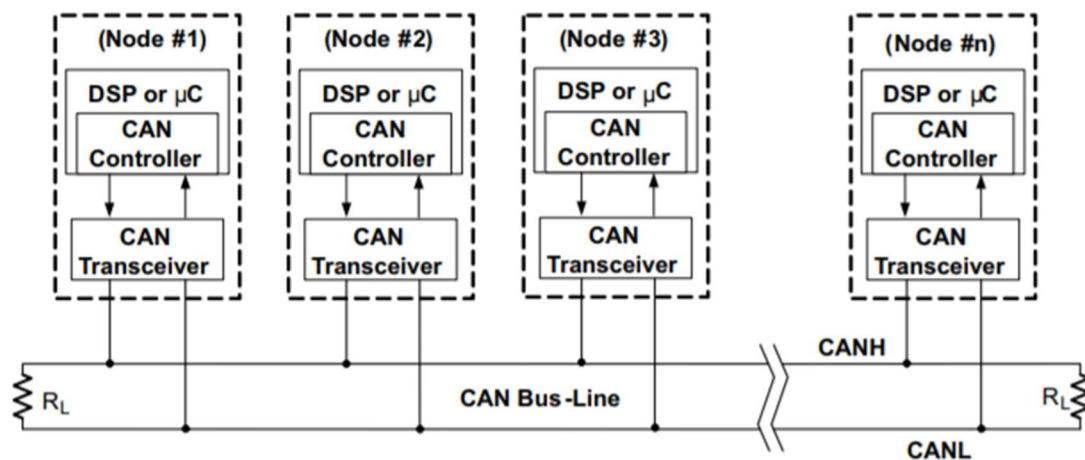 (Node #1)
DSP or µC
CAN
Controller
CAN
Transceiver
(Node #2)
DSP or µC
CAN
Controller
CAN
Transceiver
(Node #3)
DSP or µC
CAN
Controller
CAN
Transceiver
(Node #n)
DSP or µC
CAN
Controller
CAN
Transceiver
CANH
RL
CAN Bus-Line
RL
CANL